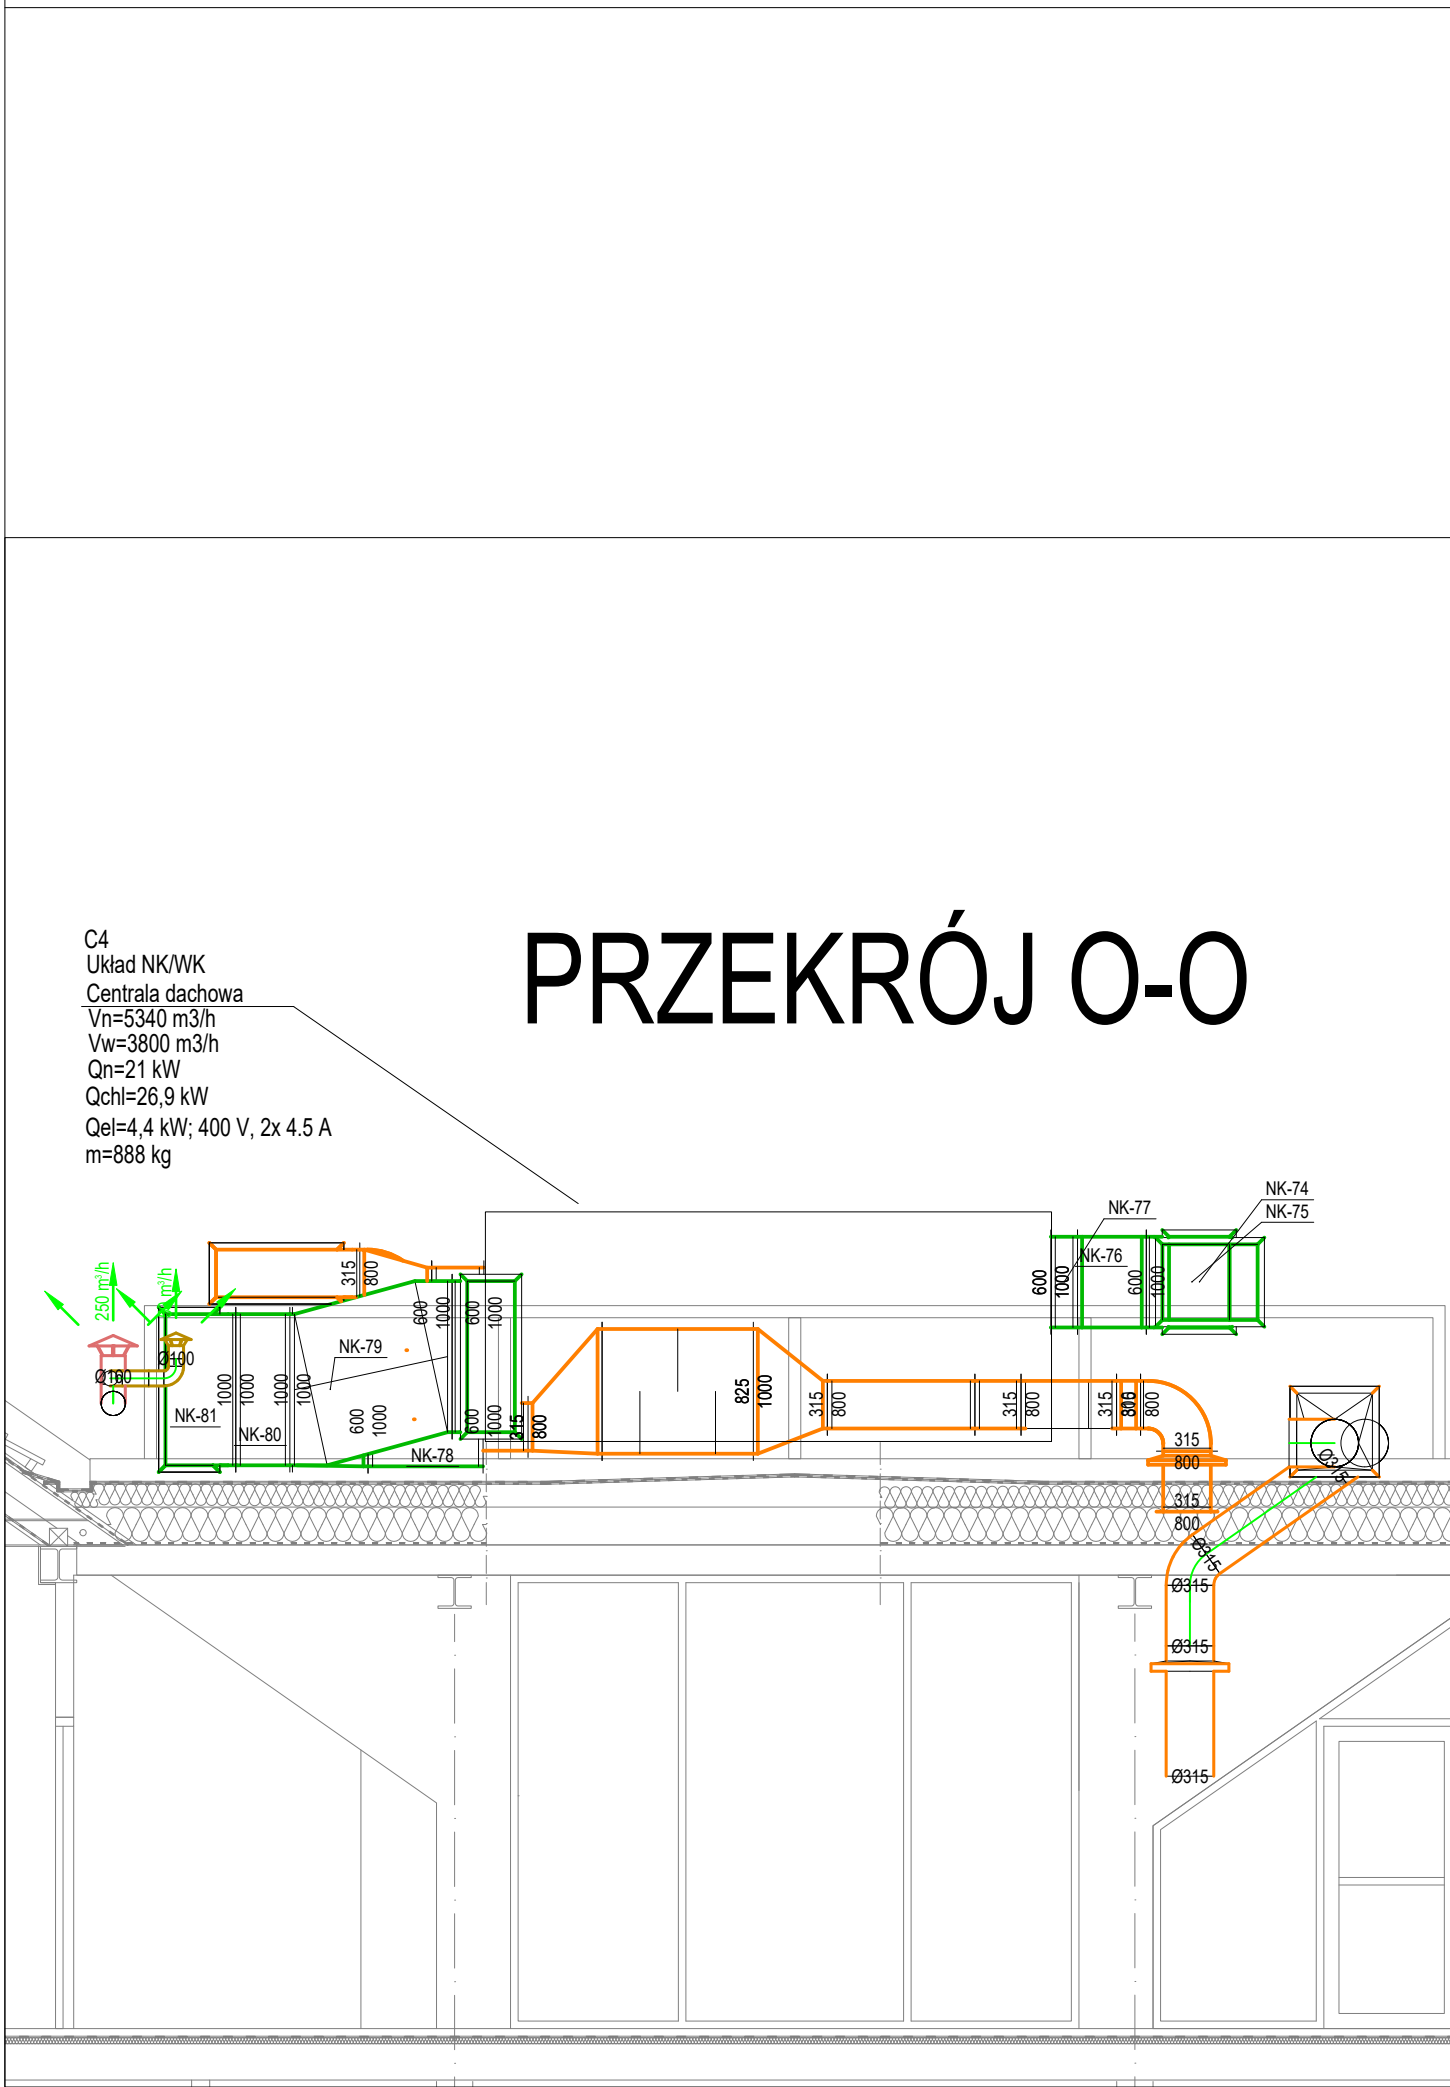 PRZEKRÓJ O-O
C4
Układ NK/WK
Centrala dachowa
Vn=5340 m3/h
Vw=3800 m3/h
Qn=21 kW
Qchl=26,9 kW
Qel=4,4 kW; 400 V, 2x 4.5 A
m=888 kg
NK-74
NK-75
NK-77
NK-76
600
1000
600
1000
250 m³/h
m³/h
315
800
600
1000
600
1000
NK-79
Ø100
Ø160
1000
1000
1000
1000
NK-81
NK-80
600
1000
600
1000
315
800
NK-78
825
1000
315
800
315
800
315
800
315
800
315
800
Ø315
Ø315
Ø315
Ø315
Ø315